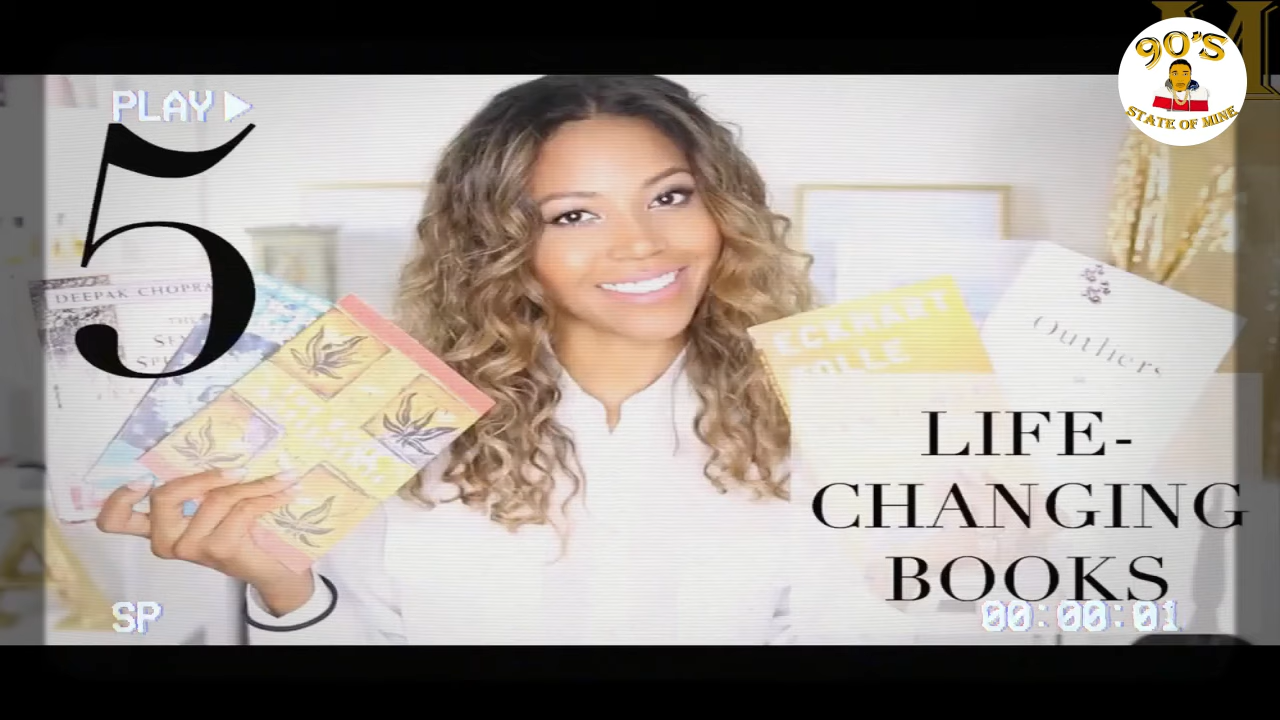 90'S
STATE OF MINE
PLAY
5
DEEPAK CHOPRA
ECKHART
TOLLE
Outliers
LIFE-
CHANGING
BOOKS
SP
00:00:01